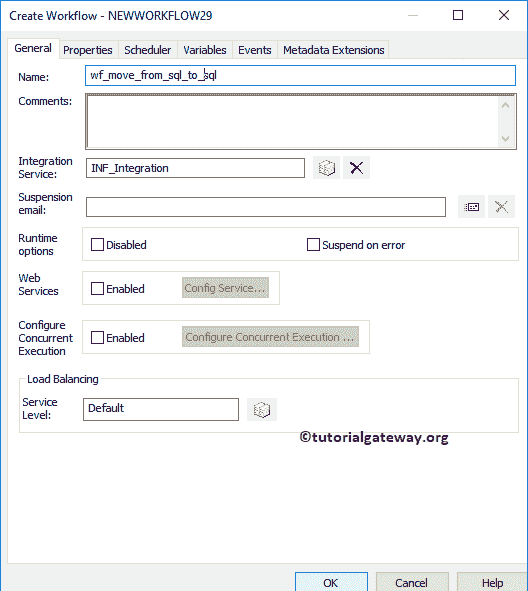 Create Workflow - NEWWORKFLOW29
General Properties Scheduler Variables Events Metadata Extensions
Name: wf_move_from_sql_to_sql
Comments:
Integration
Service: INF_Integration
Suspension
email:
Runtime
options Disabled Suspend on error
Web
Services Enabled Config Service...
Configure
Concurrent
Execution Enabled Configure Concurrent Execution ...
Load Balancing
Service
Level: Default
©tutorialgateway.org
OK Cancel Help